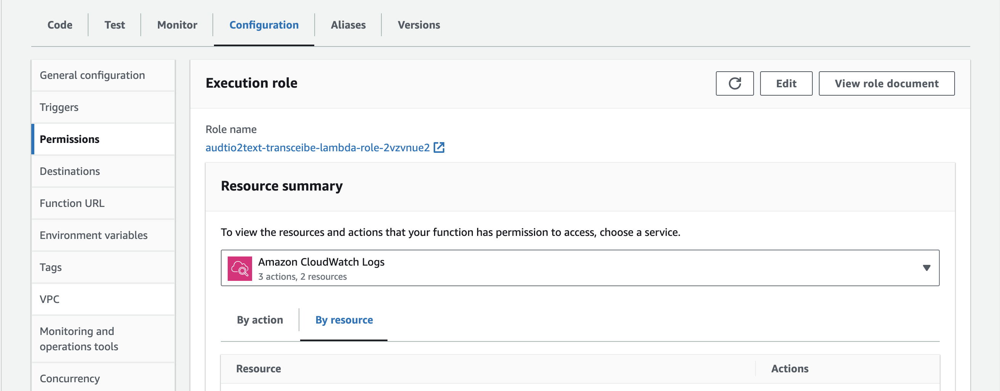 Code
Test
Monitor
Configuration
Aliases
Versions
General configuration
Triggers
Permissions
Destinations
Function URL
Environment variables
Tags
VPC
Monitoring and
operations tools
Concurrency
Execution role
Edit
View role document
Role name
audtio2text-transceibe-lambda-role-2vzvnue2
Resource summary
To view the resources and actions that your function has permission to access, choose a service.
Amazon CloudWatch Logs
3 actions, 2 resources
By action
By resource
Resource
Actions